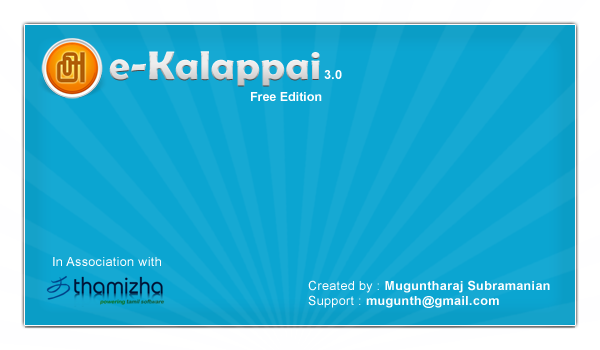 அ e-Kalappai 3.0
Free Edition
In Association with
த thamizha
powering tamil software
Created by : Muguntharaj Subramanian
Support : mugunth@gmail.com